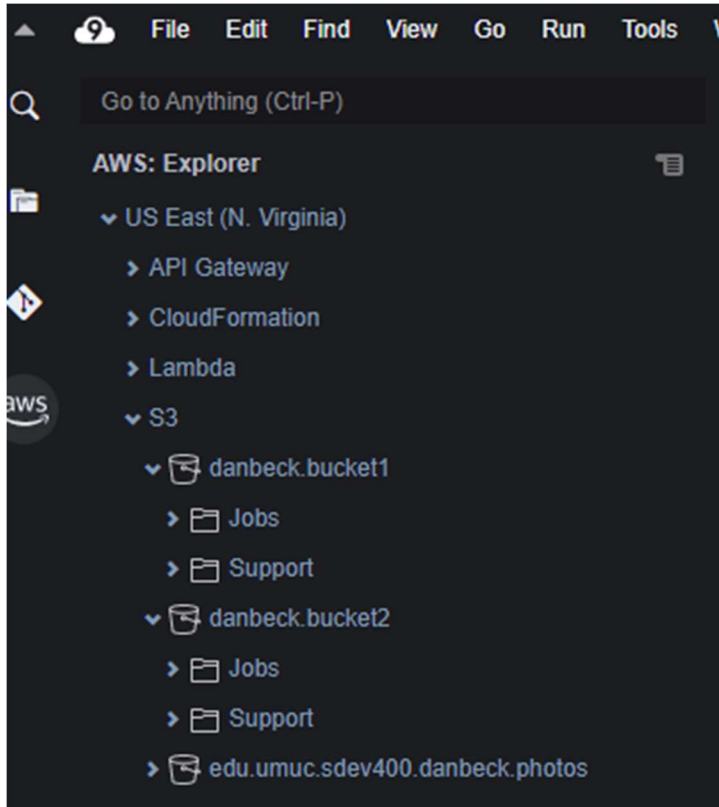 9 File Edit Find View Go Run Tools
Go to Anything (Ctrl-P)
AWS: Explorer
US East (N. Virginia)
API Gateway
CloudFormation
Lambda
aws
S3
danbeck.bucket1
Jobs
Support
danbeck.bucket2
Jobs
Support
edu.umuc.sdev400.danbeck.photos